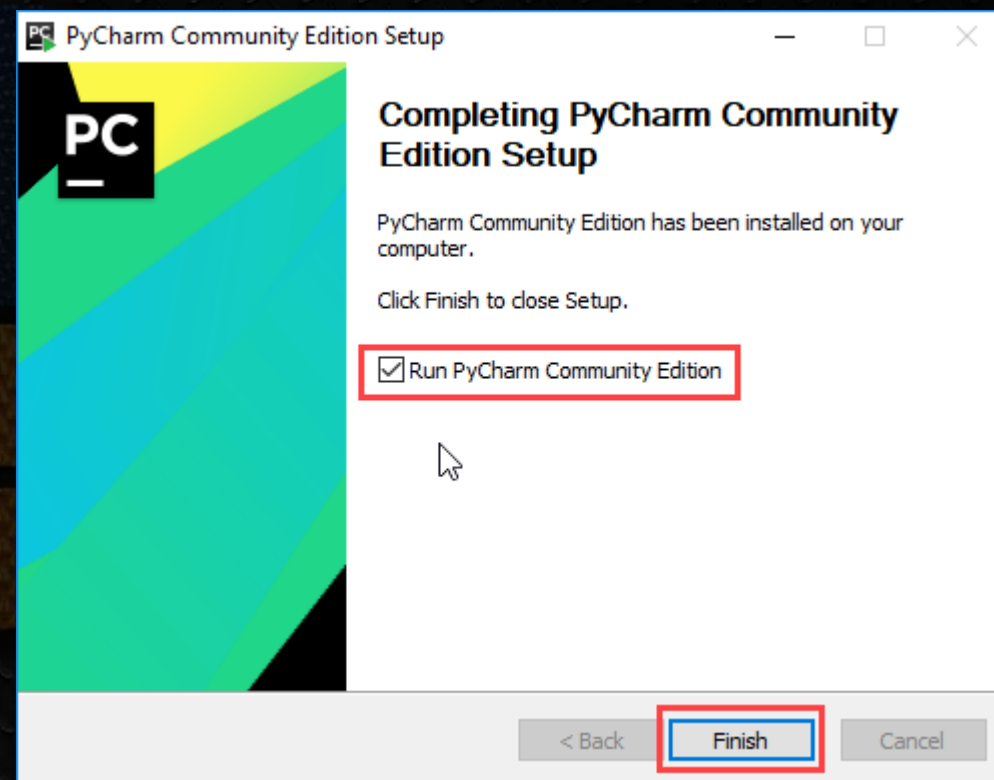 PyCharm Community Edition Setup
PC
Completing PyCharm Community
Edition Setup
PyCharm Community Edition has been installed on your
computer.
Click Finish to close Setup.
Run PyCharm Community Edition
< Back
Finish
Cancel